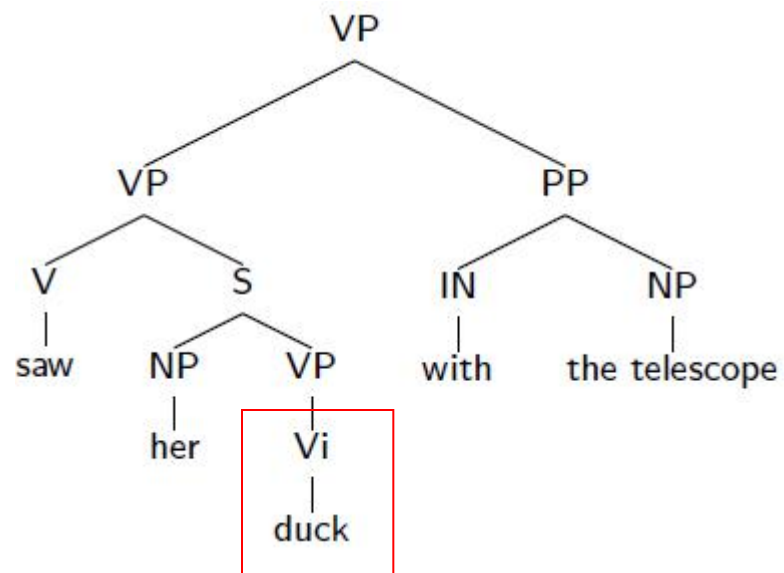 VP
VP PP
V S IN NP
saw NP VP with the telescope
her Vi
duck